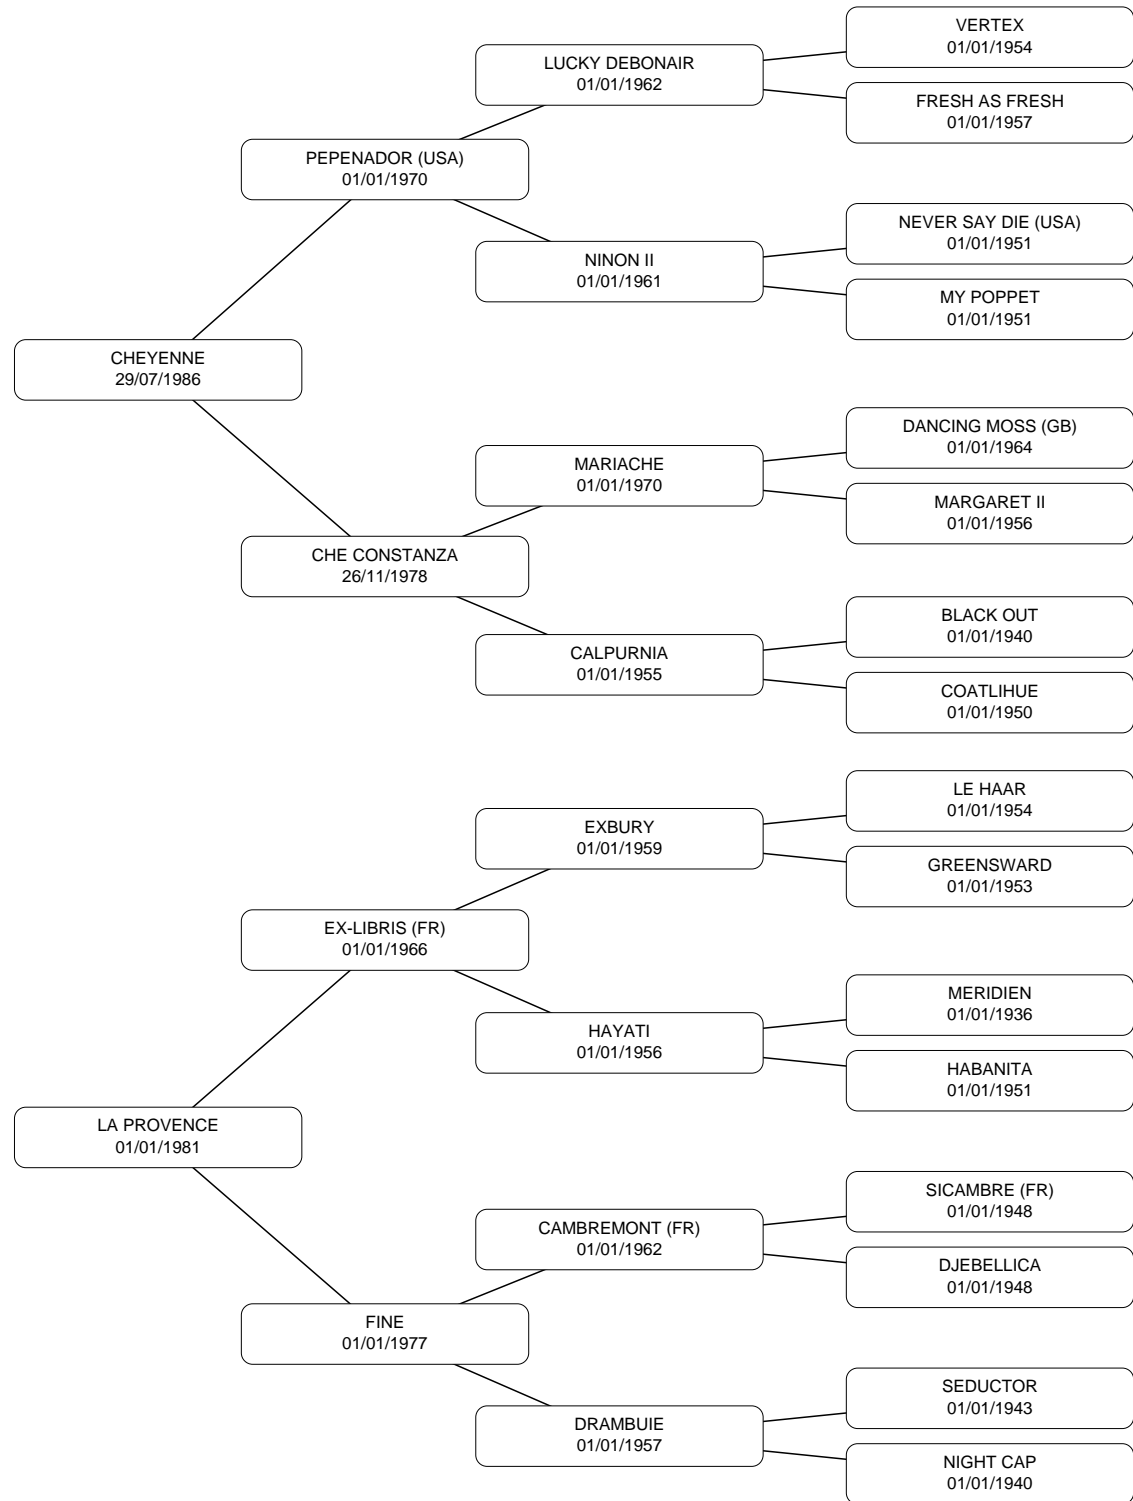 VERTEX
01/01/1954
LUCKY DEBONAIR
01/01/1962
FRESH AS FRESH
01/01/1957
PEPENADOR (USA)
01/01/1970
NEVER SAY DIE (USA)
01/01/1951
NINON II
01/01/1961
MY POPPET
01/01/1951
CHEYENNE
29/07/1986
DANCING MOSS (GB)
01/01/1964
MARIACHE
01/01/1970
MARGARET II
01/01/1956
CHE CONSTANZA
26/11/1978
BLACK OUT
01/01/1940
CALPURNIA
01/01/1955
COATLIHUE
01/01/1950
LE HAAR
01/01/1954
EXBURY
01/01/1959
GREENSWARD
01/01/1953
EX-LIBRIS (FR)
01/01/1966
MERIDIEN
01/01/1936
HAYATI
01/01/1956
HABANITA
01/01/1951
LA PROVENCE
01/01/1981
SICAMBRE (FR)
01/01/1948
CAMBREMONT (FR)
01/01/1962
DJEBELLICA
01/01/1948
FINE
01/01/1977
SEDUCTOR
01/01/1943
DRAMBUIE
01/01/1957
NIGHT CAP
01/01/1940